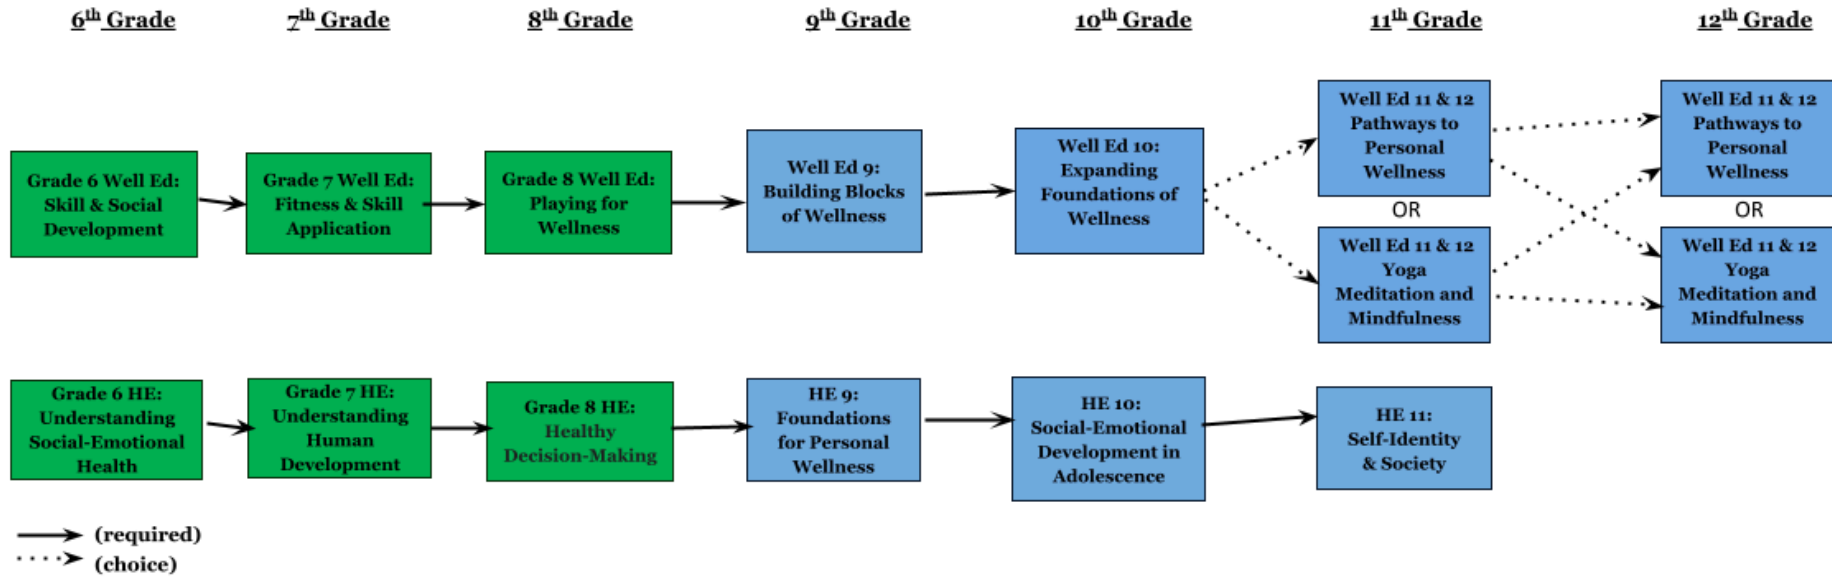 6th Grade
7th Grade
8th Grade
9th Grade
10th Grade
11th Grade
12th Grade
Grade 6 Well Ed:
Skill & Social
Development
Grade 7 Well Ed:
Fitness & Skill
Application
Grade 8 Well Ed:
Playing for
Wellness
Well Ed 9:
Building Blocks
of Wellness
Well Ed 10:
Expanding
Foundations of
Wellness
Well Ed 11 & 12
Pathways to
Personal
Wellness
OR
Well Ed 11 & 12
Yoga
Meditation and
Mindfulness
Well Ed 11 & 12
Pathways to
Personal
Wellness
OR
Well Ed 11 & 12
Yoga
Meditation and
Mindfulness
Grade 6 HE:
Understanding
Social-Emotional
Health
Grade 7 HE:
Understanding
Human
Development
Grade 8 HE:
Healthy
Decision-Making
HE 9:
Foundations
for Personal
Wellness
HE 10:
Social-Emotional
Development in
Adolescence
HE 11:
Self-Identity
& Society
(required)
(choice)